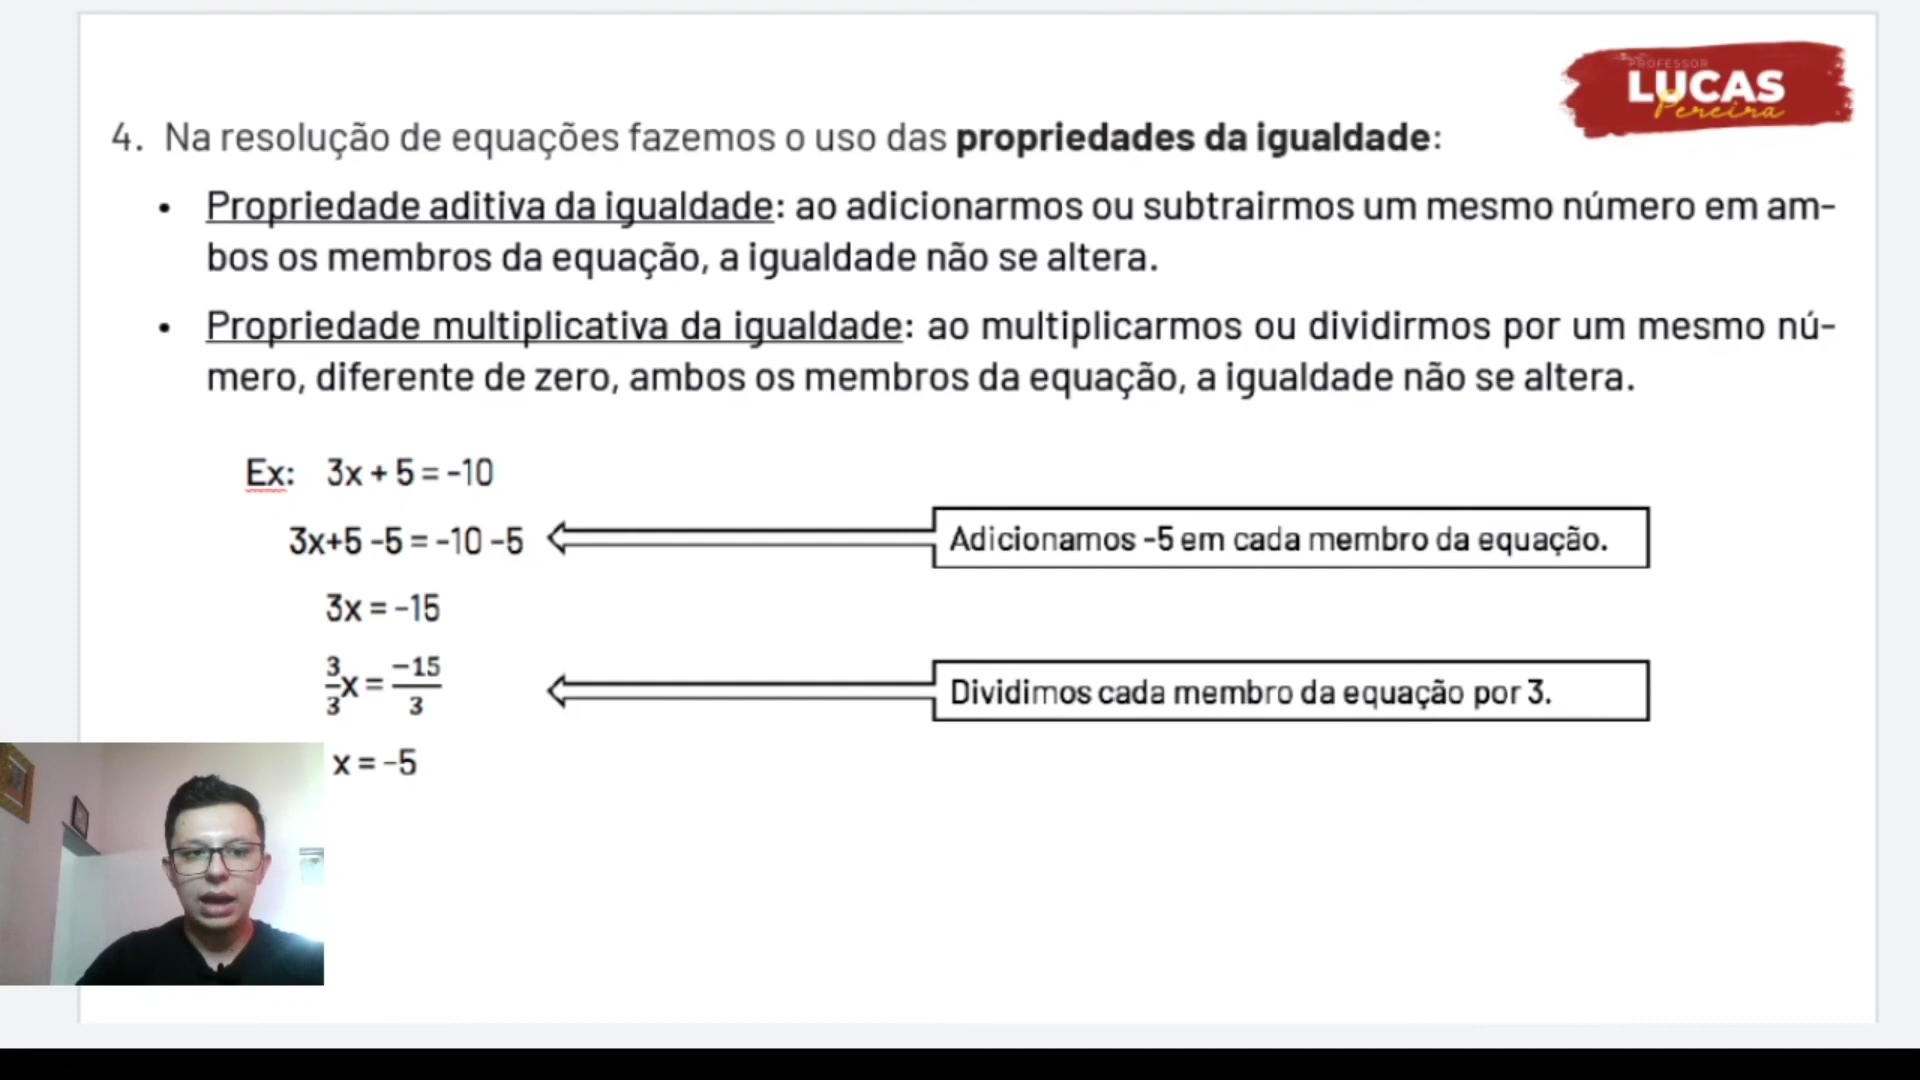 PROFESSOR
LUCAS
Pereira
4. Na resolução de equações fazemos o uso das propriedades da igualdade:
• Propriedade aditiva da igualdade: ao adicionarmos ou subtrairmos um mesmo número em am-
bos os membros da equação, a igualdade não se altera.
• Propriedade multiplicativa da igualdade: ao multiplicarmos ou dividirmos por um mesmo nú-
mero, diferente de zero, ambos os membros da equação, a igualdade não se altera.
Ex: 3x + 5 = -10
3x+5 -5 = -10 -5
Adicionamos -5 em cada membro da equação.
3x = -15
3/3 x = -15/3
Dividimos cada membro da equação por 3.
x = -5